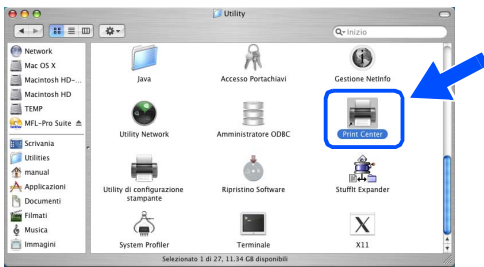 Utility
Q- Inizio
Network
Mac OS X
Macintosh HD-...
Macintosh HD
TEMP
MFL-Pro Suite
Scrivania
Utilities
manual
Applicazioni
Documenti
Filmati
Musica
Immagini
Java
Accesso Portachiavi
Gestione NetInfo
Utility Network
Amministratore ODBC
Print Center
Utility di configurazione
stampante
Ripristino Software
StuffIt Expander
System Profiler
Terminale
X11
Selezionato 1 di 27, 11.34 GB disponibili